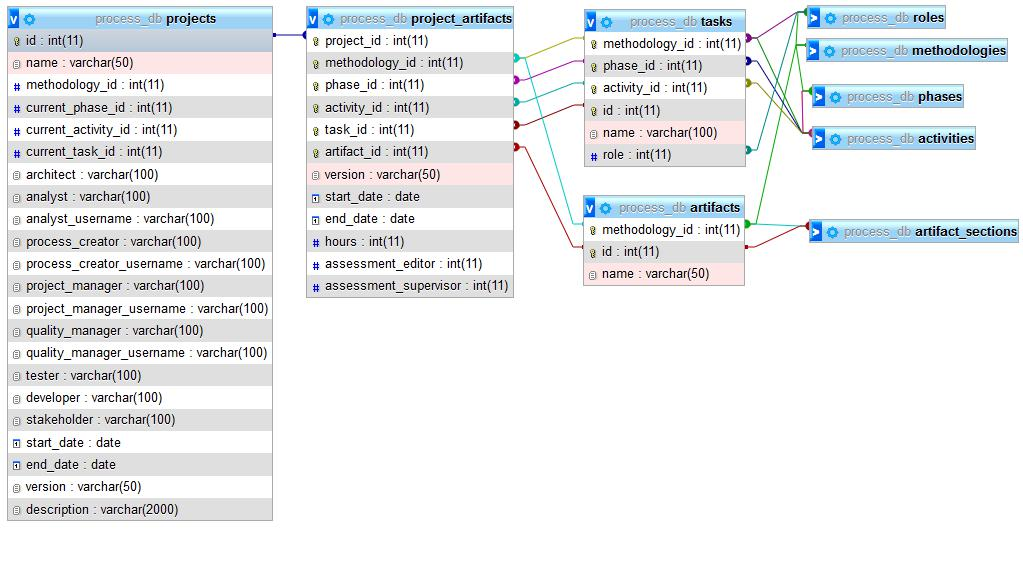 process_db projects
id : int(11)
name : varchar(50)
methodology_id : int(11)
current_phase_id : int(11)
current_activity_id : int(11)
current_task_id : int(11)
architect : varchar(100)
analyst : varchar(100)
analyst_username : varchar(100)
process_creator : varchar(100)
process_creator_username : varchar(100)
project_manager : varchar(100)
project_manager_username : varchar(100)
quality_manager : varchar(100)
quality_manager_username : varchar(100)
tester : varchar(100)
developer : varchar(100)
stakeholder : varchar(100)
start_date : date
end_date : date
version : varchar(50)
description : varchar(2000)
process_db project_artifacts
project_id : int(11)
methodology_id : int(11)
phase_id : int(11)
activity_id : int(11)
task_id : int(11)
artifact_id : int(11)
version : varchar(50)
start_date : date
end_date : date
hours : int(11)
assessment_editor : int(11)
assessment_supervisor : int(11)
process_db tasks
methodology_id : int(11)
phase_id : int(11)
activity_id : int(11)
id : int(11)
name : varchar(100)
role : int(11)
process_db artifacts
methodology_id : int(11)
id : int(11)
name : varchar(50)
process_db roles
process_db methodologies
process_db phases
process_db activities
process_db artifact_sections